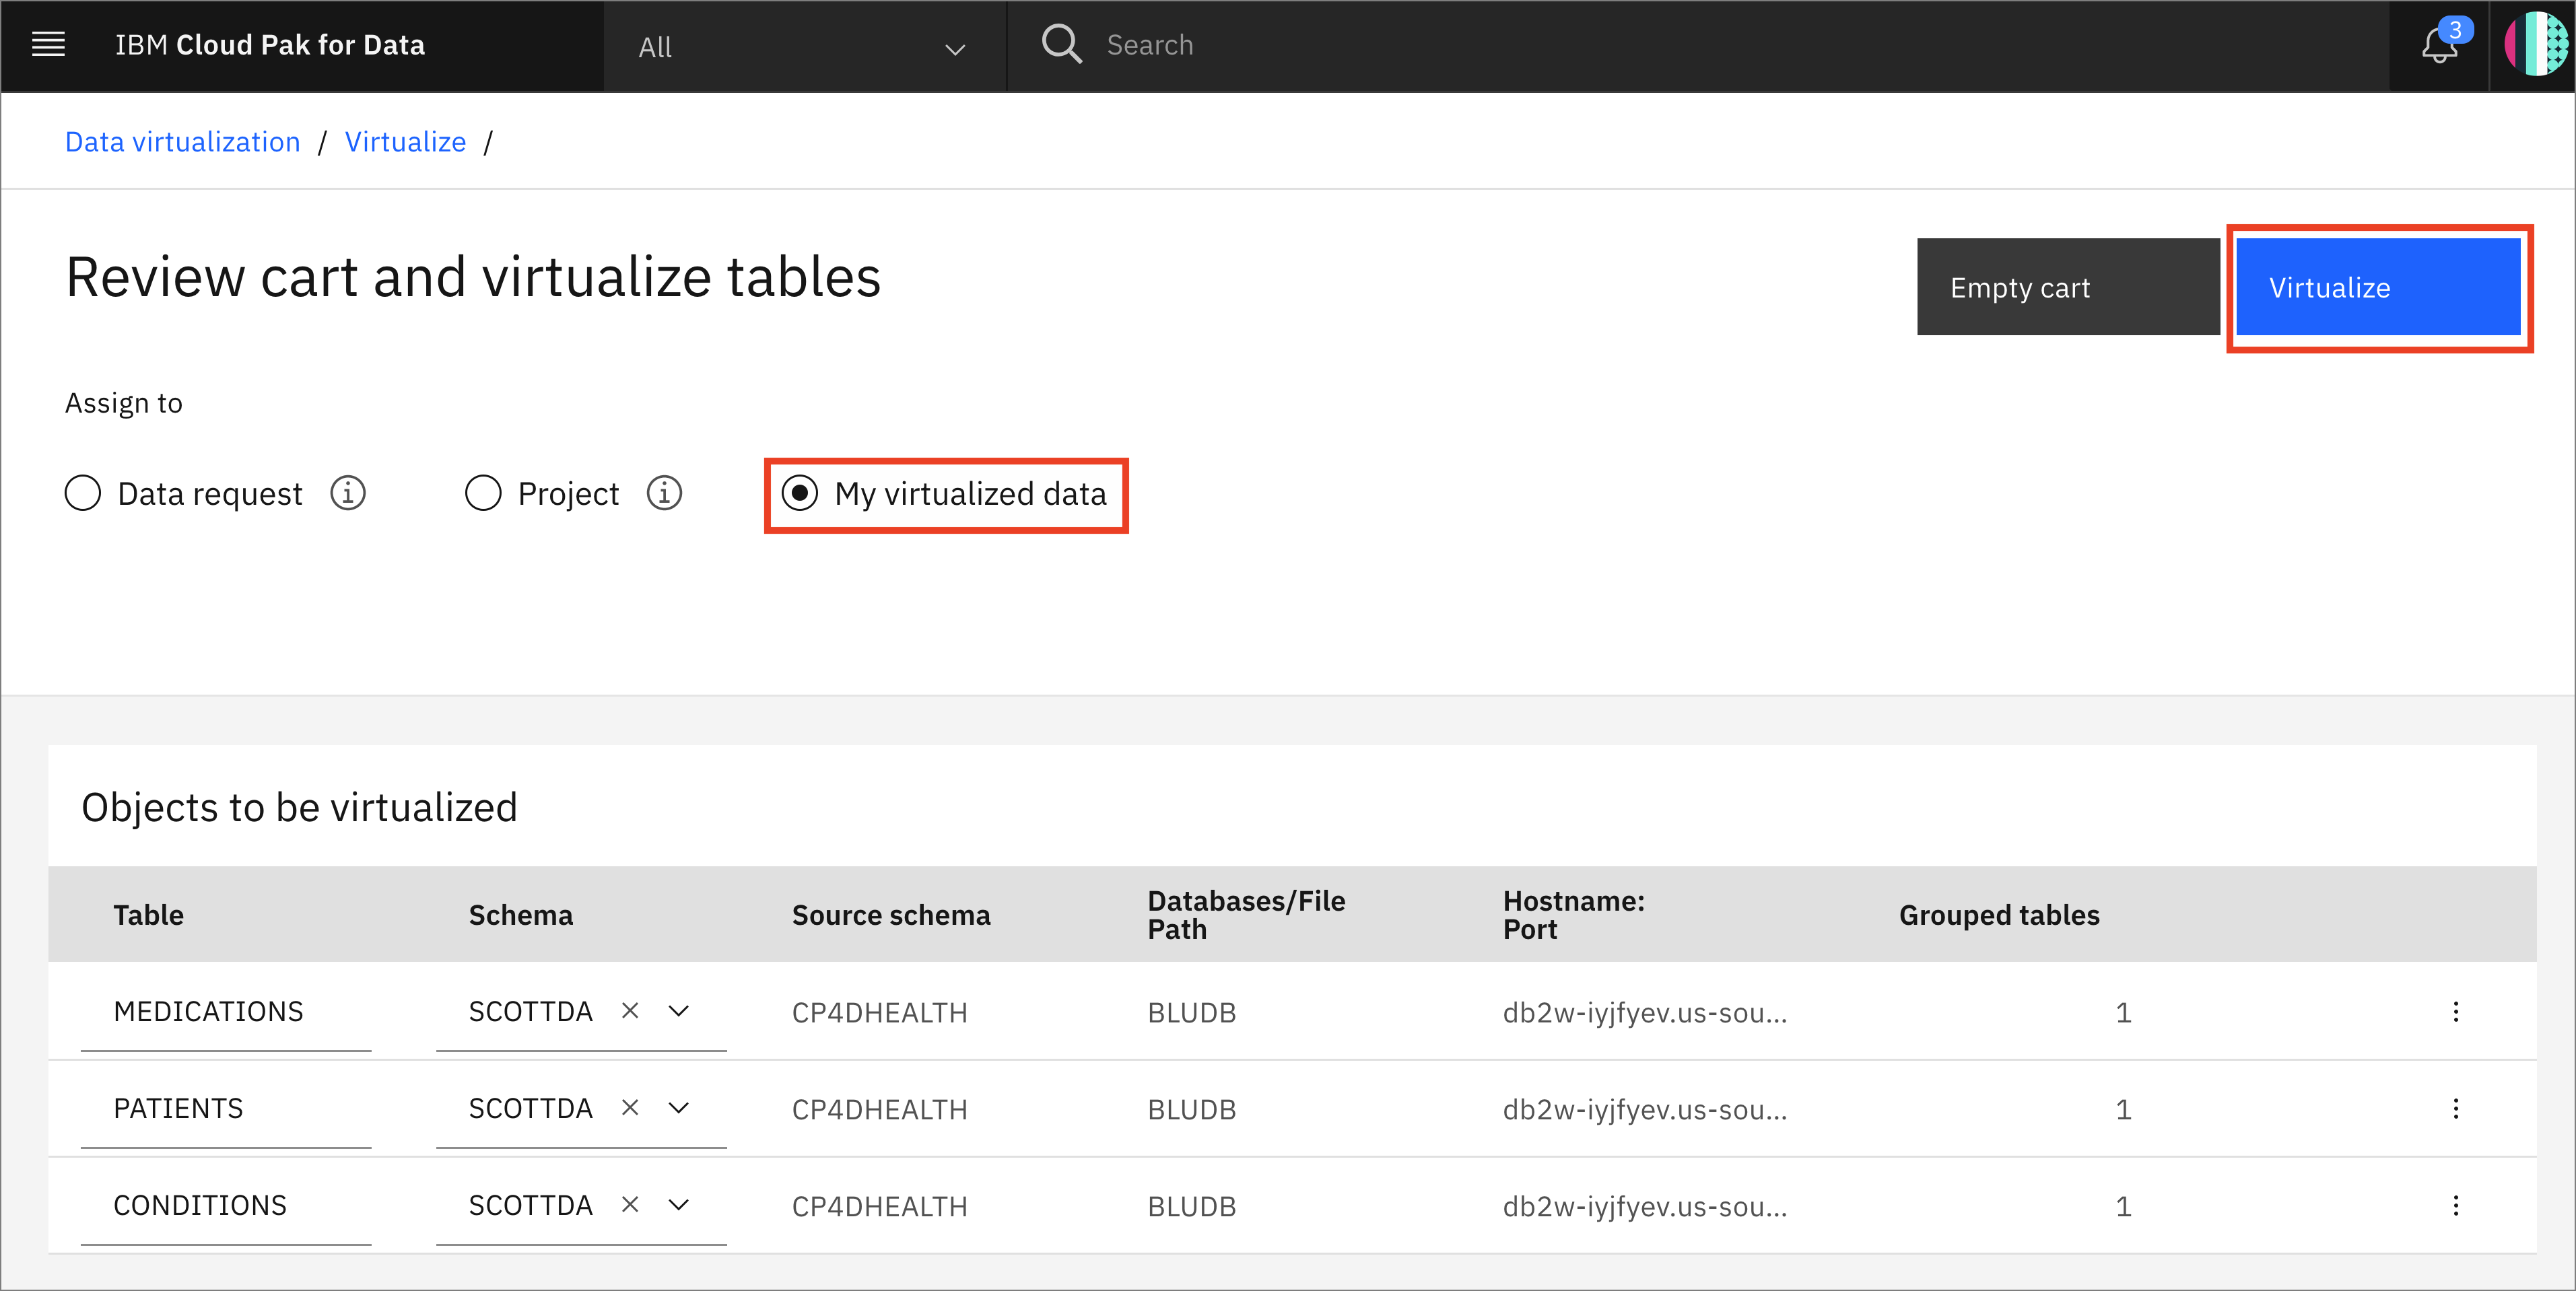 IBM Cloud Pak for Data
All
Search
3
Data virtualization / Virtualize /
Review cart and virtualize tables
Empty cart
Virtualize
Assign to
Data request
Project
My virtualized data
Objects to be virtualized
Table Schema Source schema Databases/File Path Hostname: Port Grouped tables
MEDICATIONS SCOTTDA CP4DHEALTH BLUDB db2w-iyjfyev.us-sou... 1
PATIENTS SCOTTDA CP4DHEALTH BLUDB db2w-iyjfyev.us-sou... 1
CONDITIONS SCOTTDA CP4DHEALTH BLUDB db2w-iyjfyev.us-sou... 1